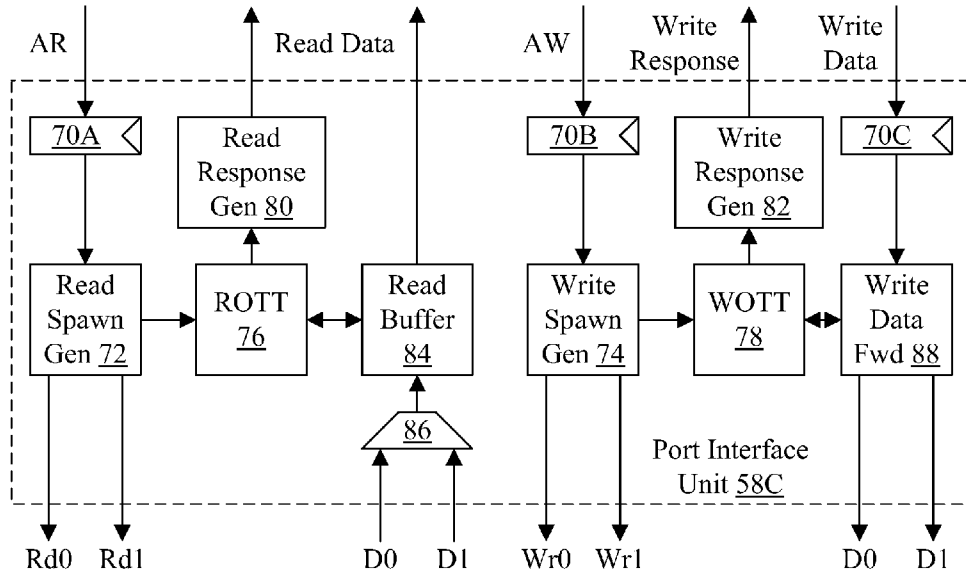 AR
Read Data
AW
Write
Response
Write
Data
70A
Read
Response
Gen 80
70B
Write
Response
Gen 82
70C
Read
Spawn
Gen 72
ROTT
76
Read
Buffer
84
Write
Spawn
Gen 74
WOTT
78
Write
Data
Fwd 88
86
Port Interface
Unit 58C
Rd0
Rd1
D0
D1
Wr0
Wr1
D0
D1